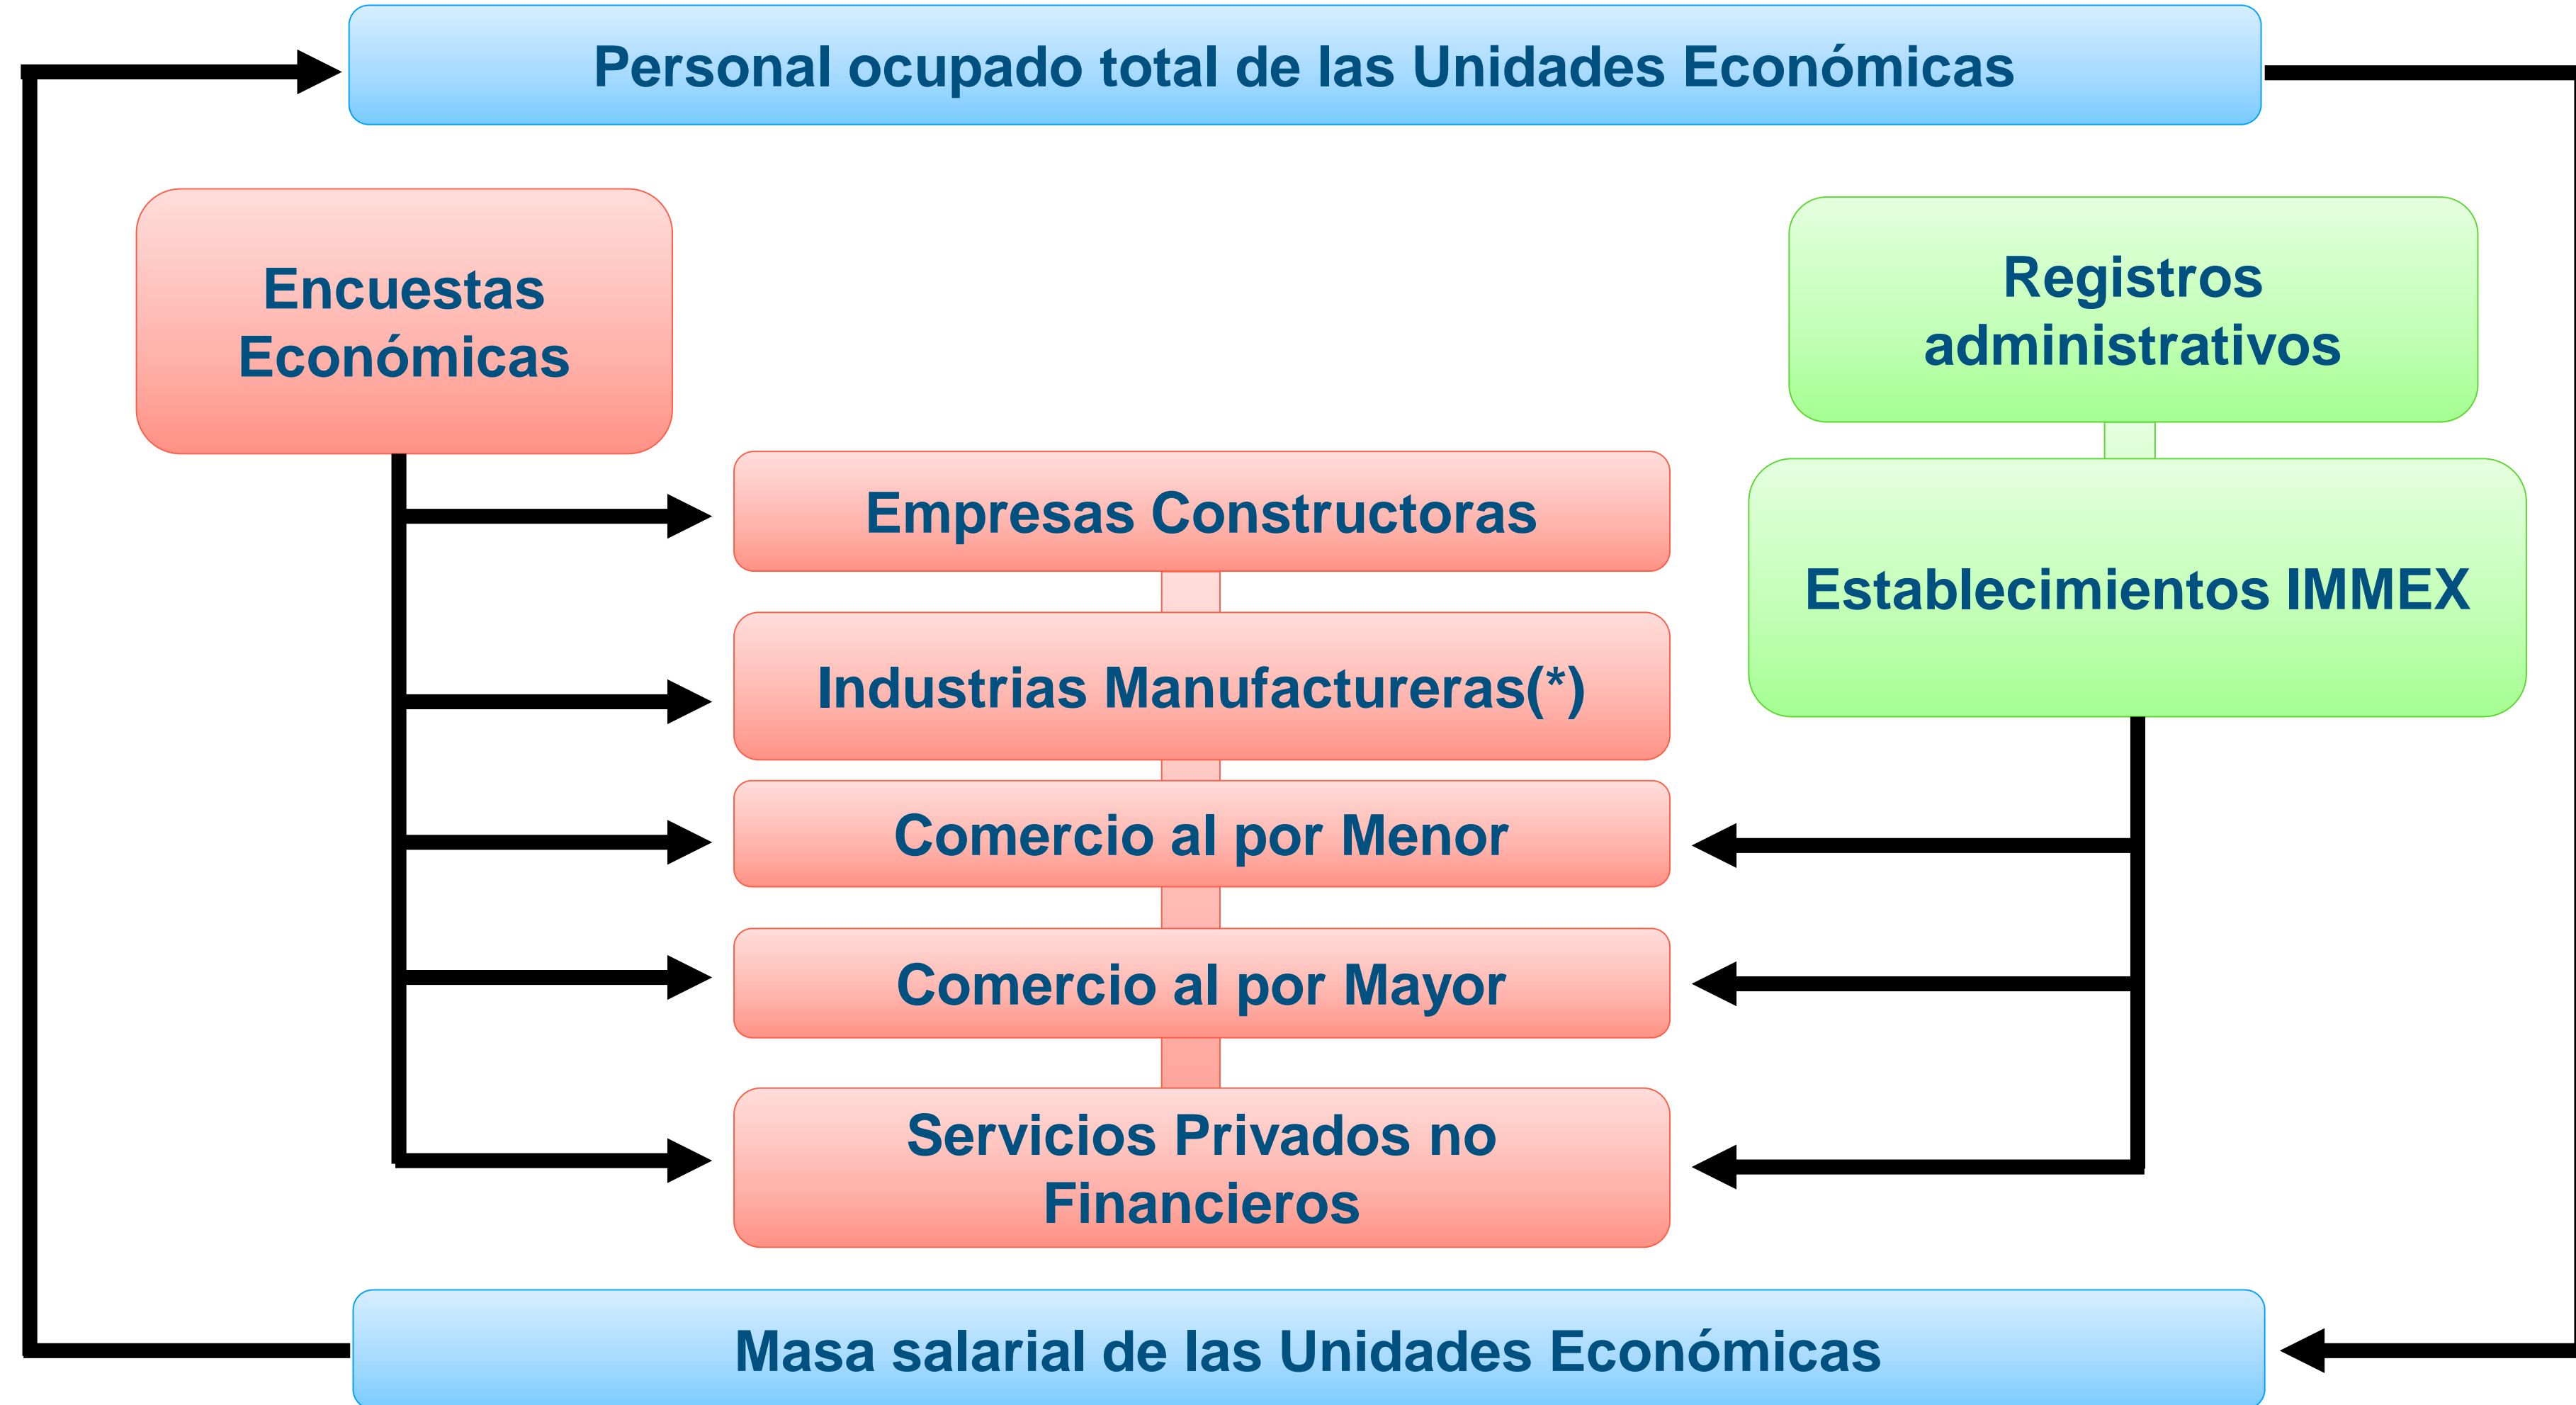 Personal ocupado total de las Unidades Económicas
Encuestas
Económicas
Registros
administrativos
Empresas Constructoras
Establecimientos IMMEX
Industrias Manufactureras(*)
Comercio al por Menor
Comercio al por Mayor
Servicios Privados no
Financieros
Masa salarial de las Unidades Económicas